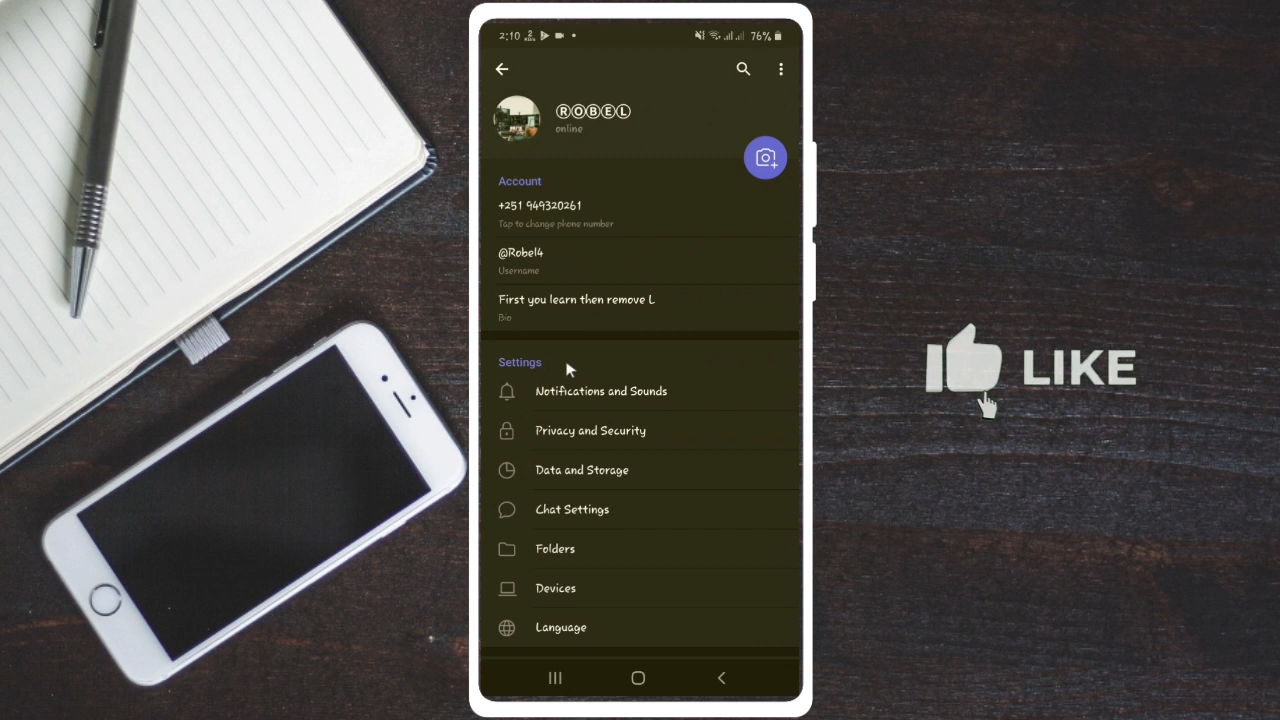 2:10
76%
ⓇⓄⒷⒺⓁ
online
Account
+251 949320261
Tap to change phone number
@Robel4
Username
First you learn then remove L
Bio
Settings
Notifications and Sounds
Privacy and Security
Data and Storage
Chat Settings
Folders
Devices
Language
LIKE